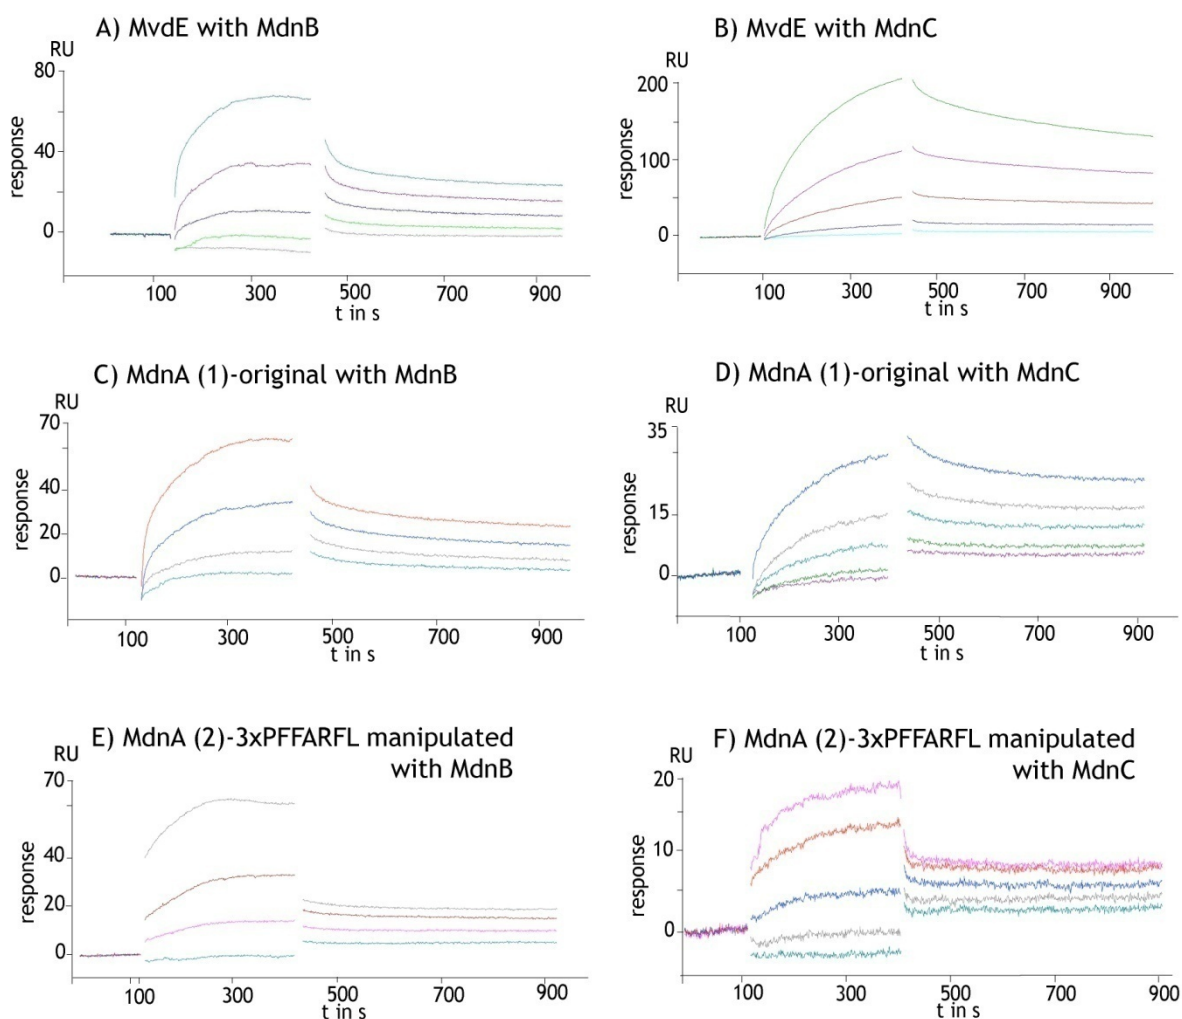 A) MvdE with MdnB
RU
80
40
0
response
100 300 500 700 900
t in s
B) MvdE with MdnC
RU
200
100
50
0
response
100 300 500 700 900
t in s
C) MdnA (1)-original with MdnB
RU
70
40
20
0
response
100 300 500 700 900
t in s
D) MdnA (1)-original with MdnC
RU
35
15
0
response
100 300 500 700 900
t in s
E) MdnA (2)-3xPFFARFL manipulated
with MdnB
RU
70
40
20
0
response
100 300 500 700 900
t in s
F) MdnA (2)-3xPFFARFL manipulated
with MdnC
RU
20
10
0
response
100 300 500 700 900
t in s